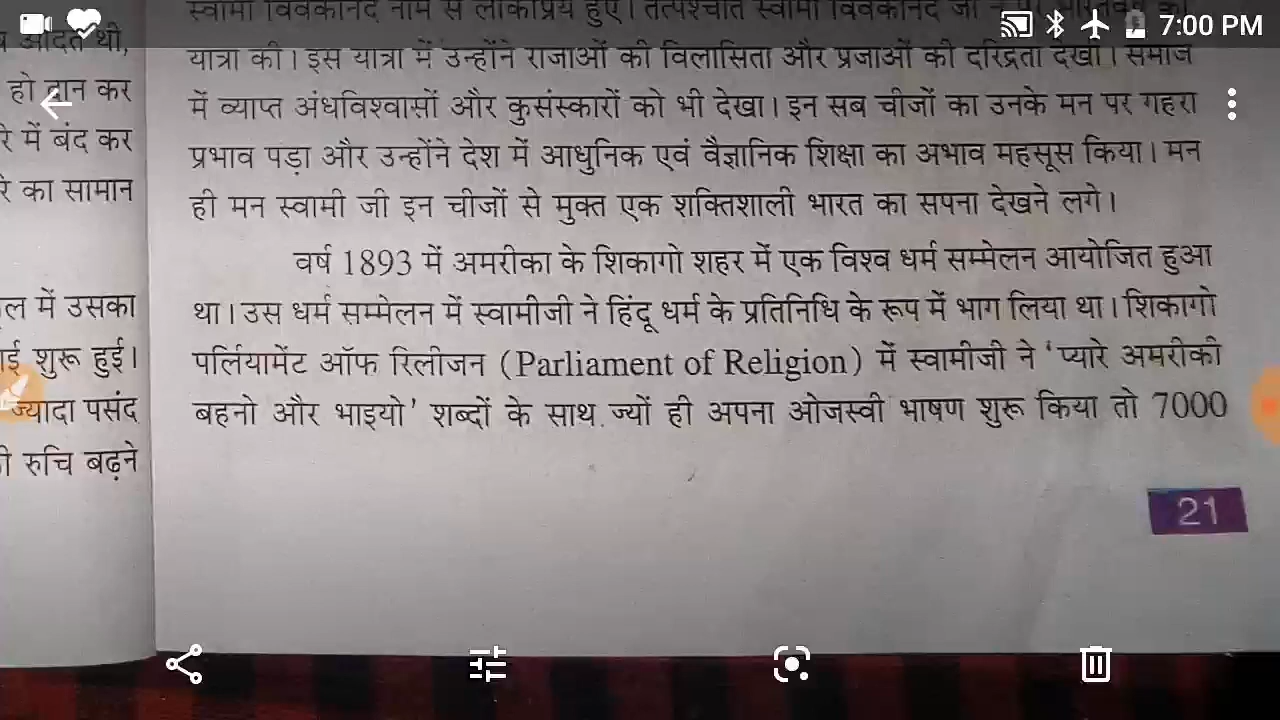 7:00 PM
थी,
हो दान कर
रे में बंद कर
रे का सामान
ल में उसका
ई शुरू हुई।
ज्यादा पसंद
ी रुचि बढ़ने
स्वामी विवेकानंद नाम से लोकप्रिय हुए। तत्पश्चात स्वामी विवेकानंद जी
यात्रा की। इस यात्रा में उन्होंने राजाओं की विलासिता और प्रजाओं की दरिद्रता देखी। समाज
में व्याप्त अंधविश्वासों और कुसंस्कारों को भी देखा। इन सब चीजों का उनके मन पर गहरा
प्रभाव पड़ा और उन्होंने देश में आधुनिक एवं वैज्ञानिक शिक्षा का अभाव महसूस किया। मन
ही मन स्वामी जी इन चीजों से मुक्त एक शक्तिशाली भारत का सपना देखने लगे।
वर्ष 1893 में अमरीका के शिकागो शहर में एक विश्व धर्म सम्मेलन आयोजित हुआ
था। उस धर्म सम्मेलन में स्वामीजी ने हिंदू धर्म के प्रतिनिधि के रूप में भाग लिया था। शिकागो
पर्लियामेंट ऑफ रिलीजन (Parliament of Religion) में स्वामीजी ने 'प्यारे अमरीकी
बहनो और भाइयो' शब्दों के साथ ज्यों ही अपना ओजस्वी भाषण शुरू किया तो 7000
21